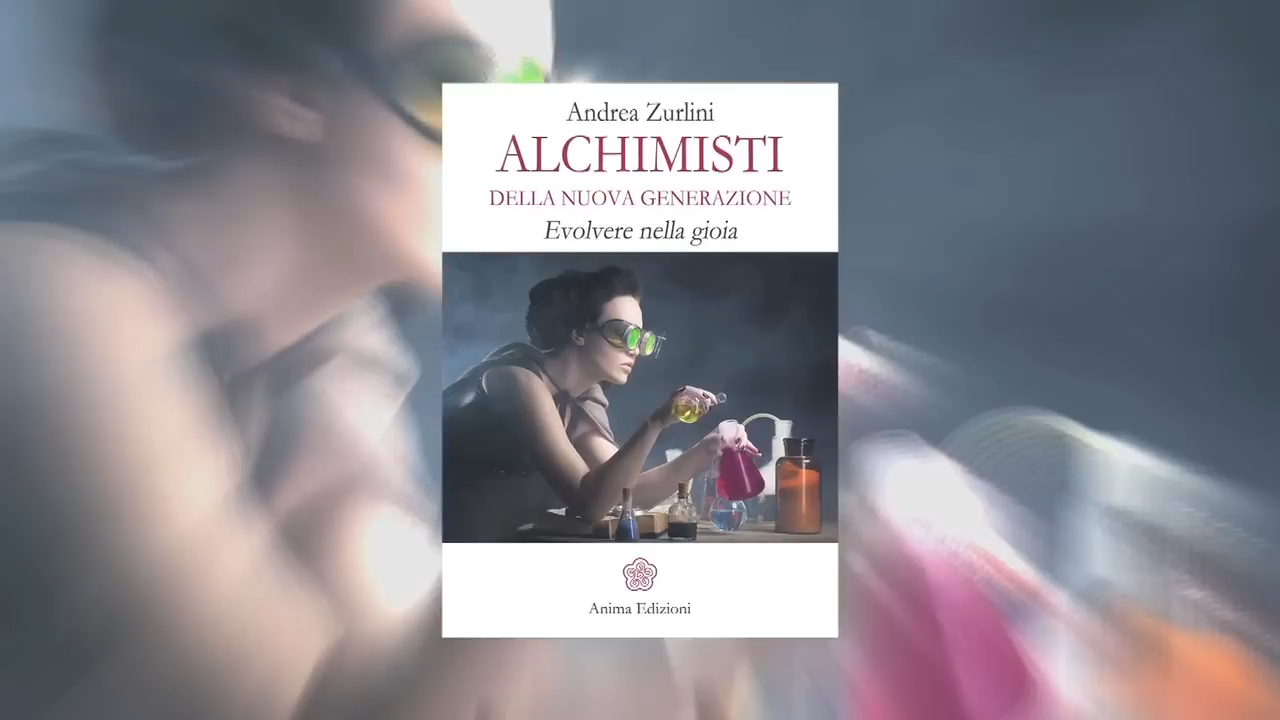 Andrea Zurlini
ALCHIMISTI
DELLA NUOVA GENERAZIONE
Evolvere nella gioia
Anima Edizioni